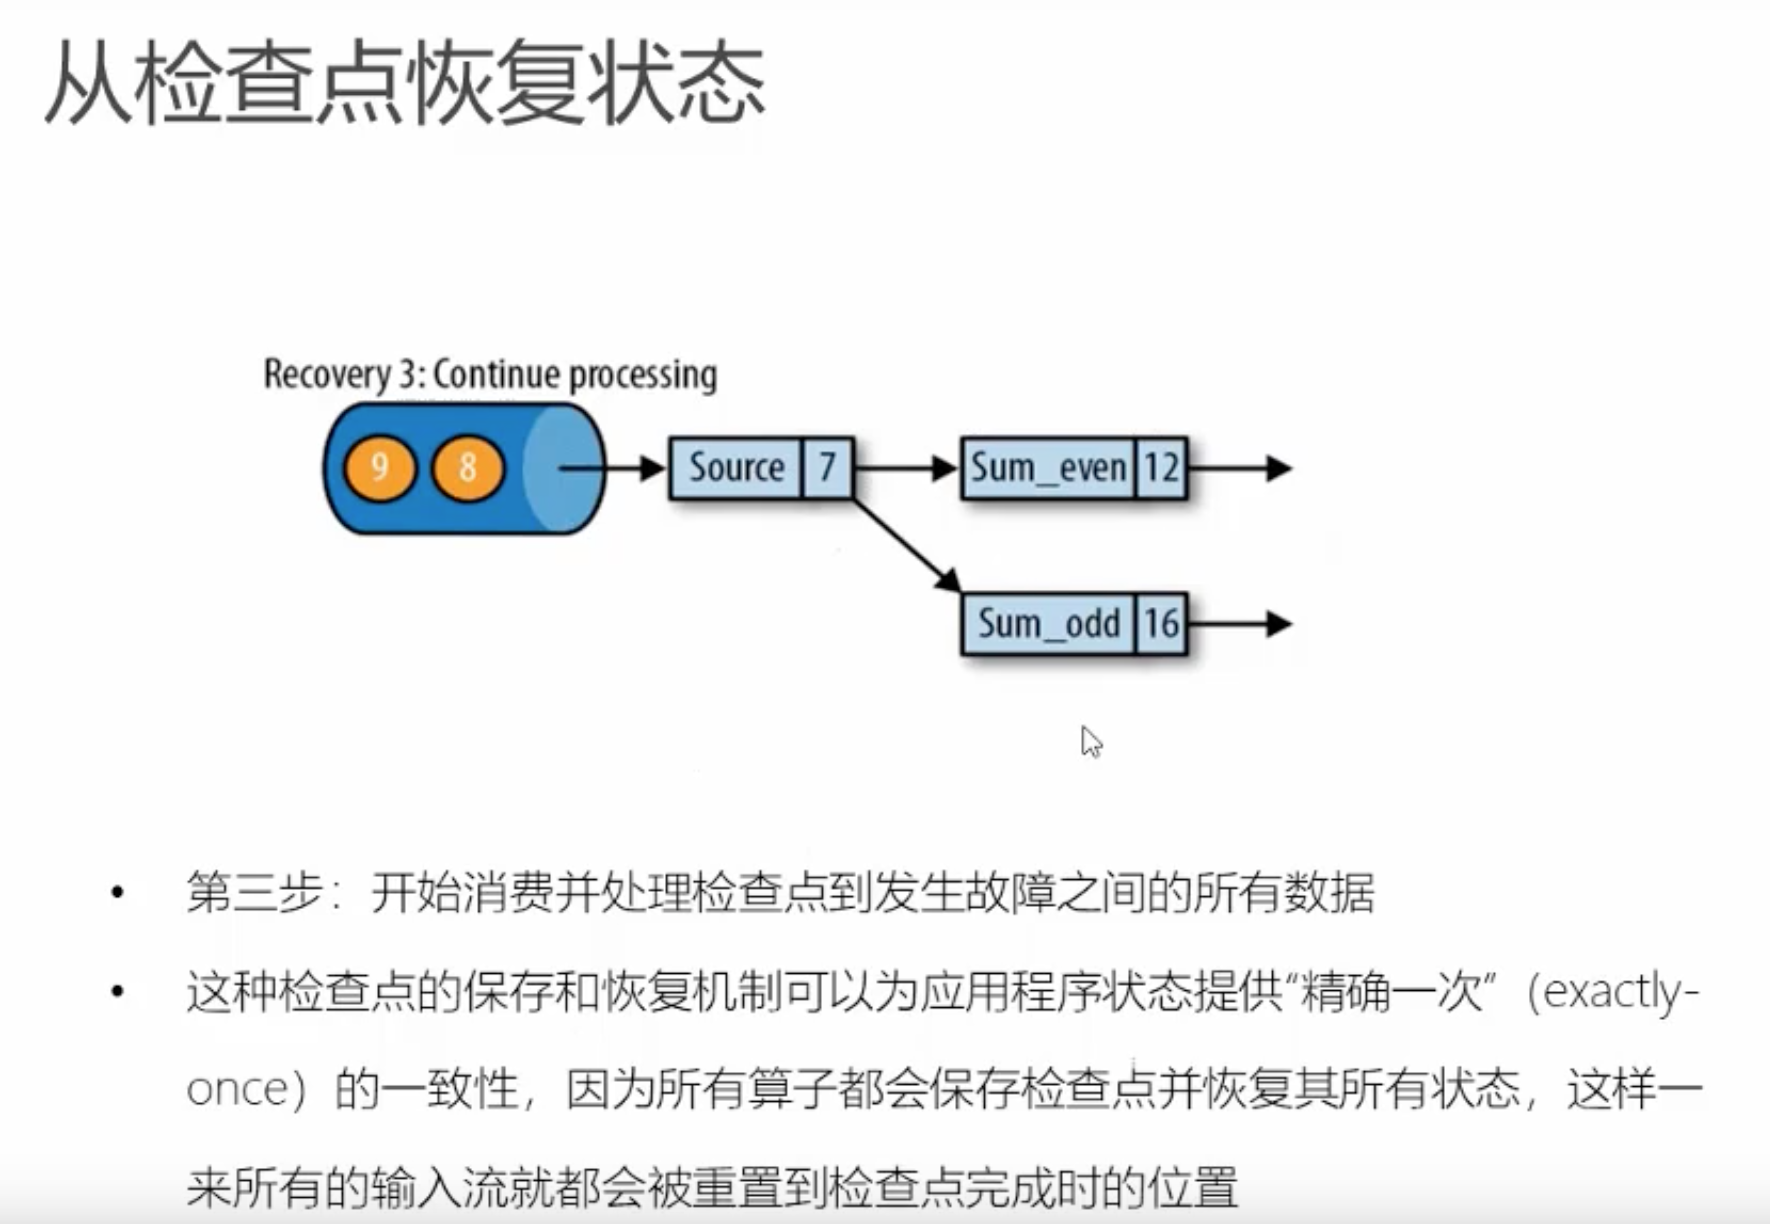 从检查点恢复状态
Recovery 3: Continue processing
9 8 Source 7 Sum_even 12
Sum_odd 16
• 第三步：开始消费并处理检查点到发生故障之间的所有数据
• 这种检查点的保存和恢复机制可以为应用程序状态提供“精确一次”（exactly-
once）的一致性，因为所有算子都会保存检查点并恢复其所有状态，这样一
来所有的输入流就都会被重置到检查点完成时的位置